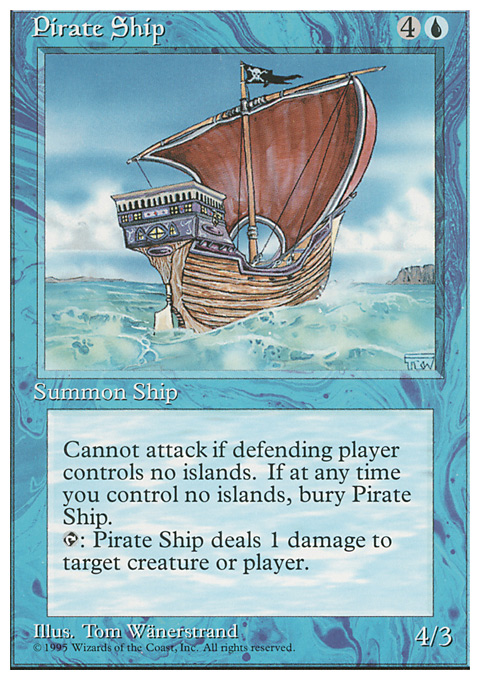 Pirate Ship 4
TCW
Summon Ship
Cannot attack if defending player
controls no islands. If at any time
you control no islands, bury Pirate
Ship.
: Pirate Ship deals 1 damage to
target creature or player.
Illus. Tom Wänerstrand
© 1995 Wizards of the Coast, Inc. All rights reserved.
4/3